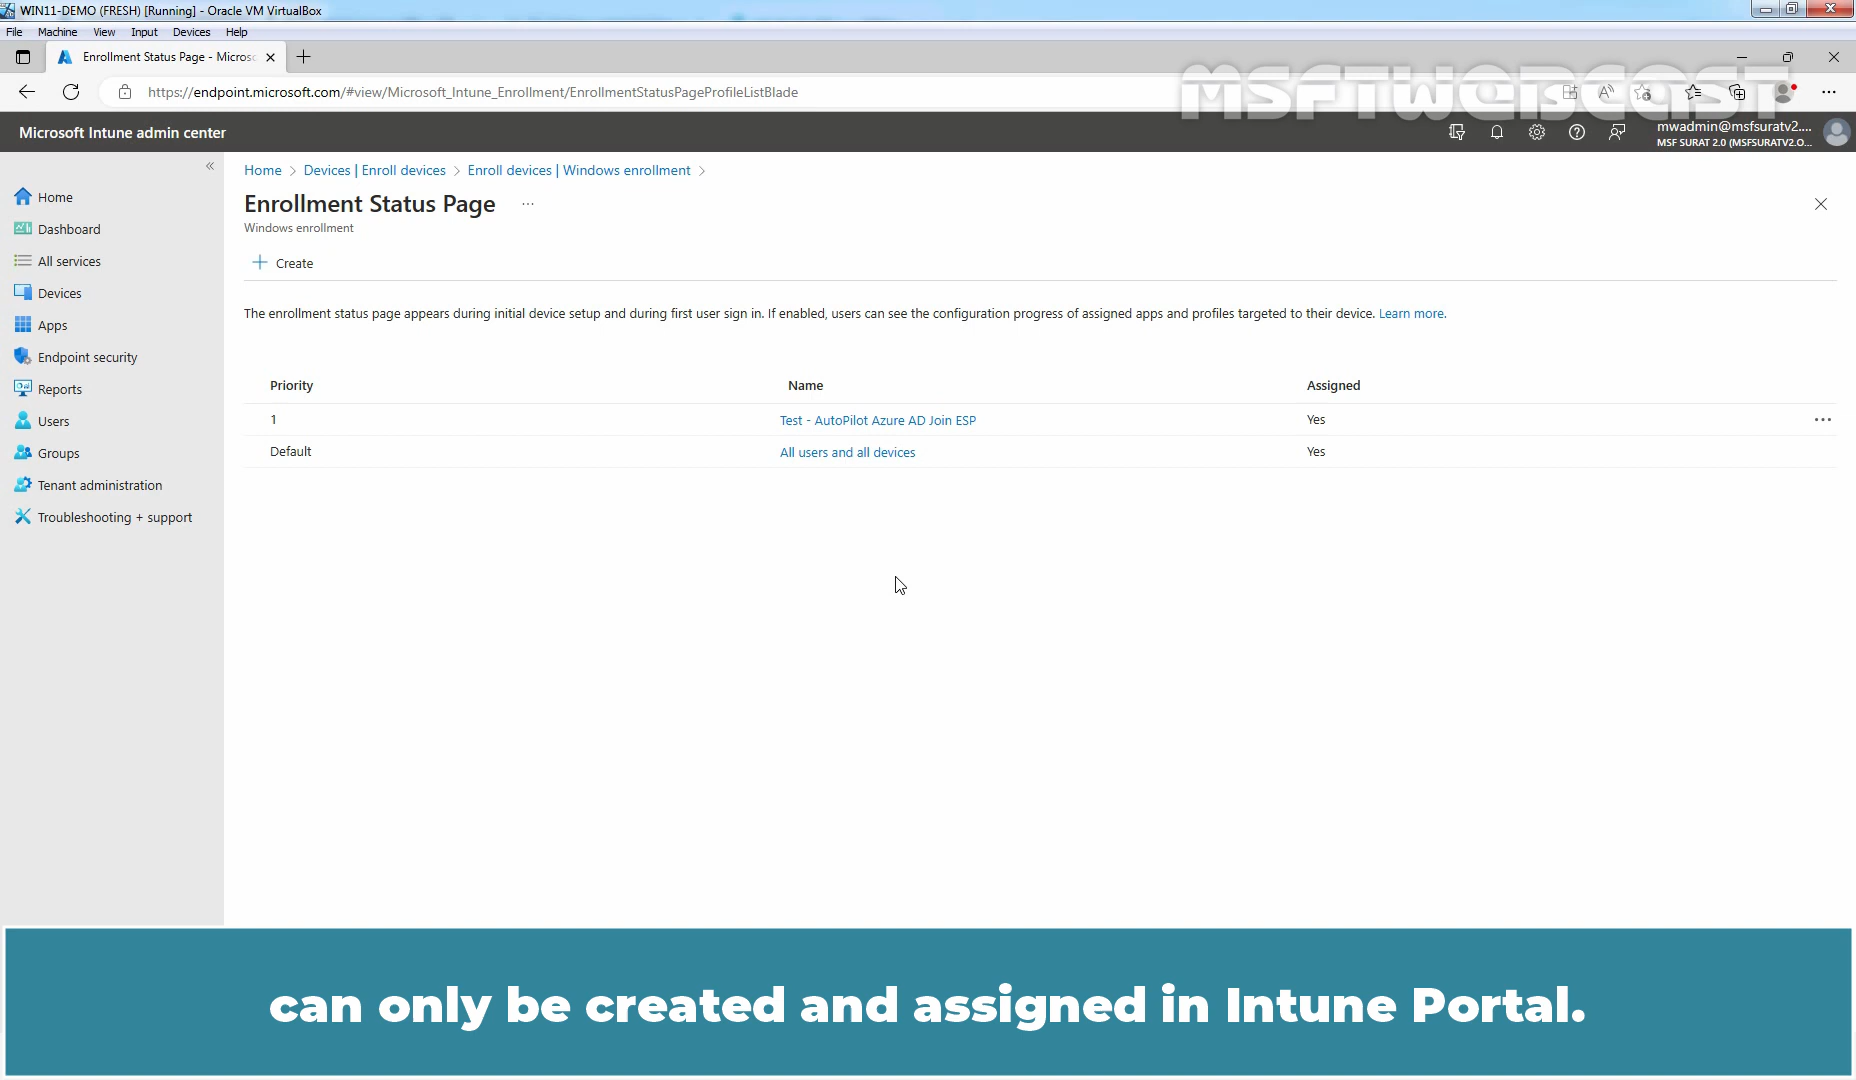 WIN11-DEMO (FRESH) [Running] - Oracle VM VirtualBox
File Machine View Input Devices Help
Enrollment Status Page - Micros
https://endpoint.microsoft.com/#view/Microsoft_Intune_Enrollment/EnrollmentStatusPageProfileListBlade
MSFTWEBCAST
Microsoft Intune admin center
mwadmin@msfsuratv2....
MSF SURAT 2.0 (MSFSURATV2.O...
Home > Devices | Enroll devices > Enroll devices | Windows enrollment >
Enrollment Status Page ...
Windows enrollment
Home
Dashboard
All services
Devices
Apps
Endpoint security
Reports
Users
Groups
Tenant administration
Troubleshooting + support
+ Create
The enrollment status page appears during initial device setup and during first user sign in. If enabled, users can see the configuration progress of assigned apps and profiles targeted to their device. Learn more.
Priority Name Assigned
1 Test - AutoPilot Azure AD Join ESP Yes ...
Default All users and all devices Yes
can only be created and assigned in Intune Portal.